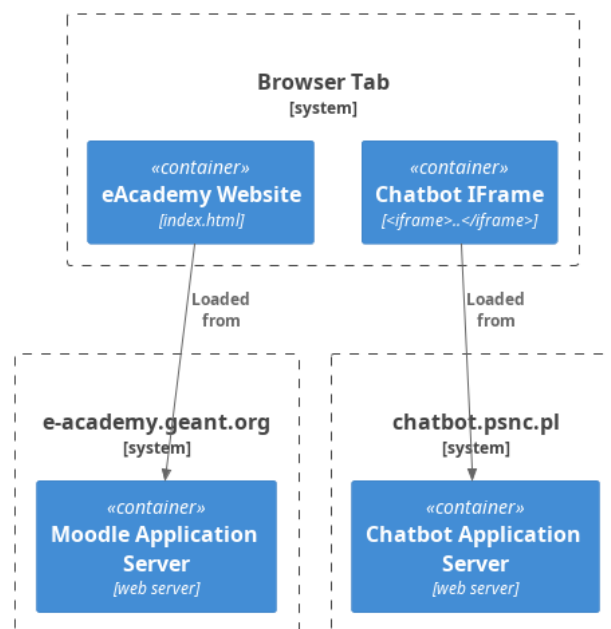 Browser Tab
[system]
«container»
eAcademy Website
[index.html]
«container»
Chatbot IFrame
[<iframe>..</iframe>]
Loaded
from
Loaded
from
e-academy.geant.org
[system]
«container»
Moodle Application
Server
[web server]
chatbot.psnc.pl
[system]
«container»
Chatbot Application
Server
[web server]